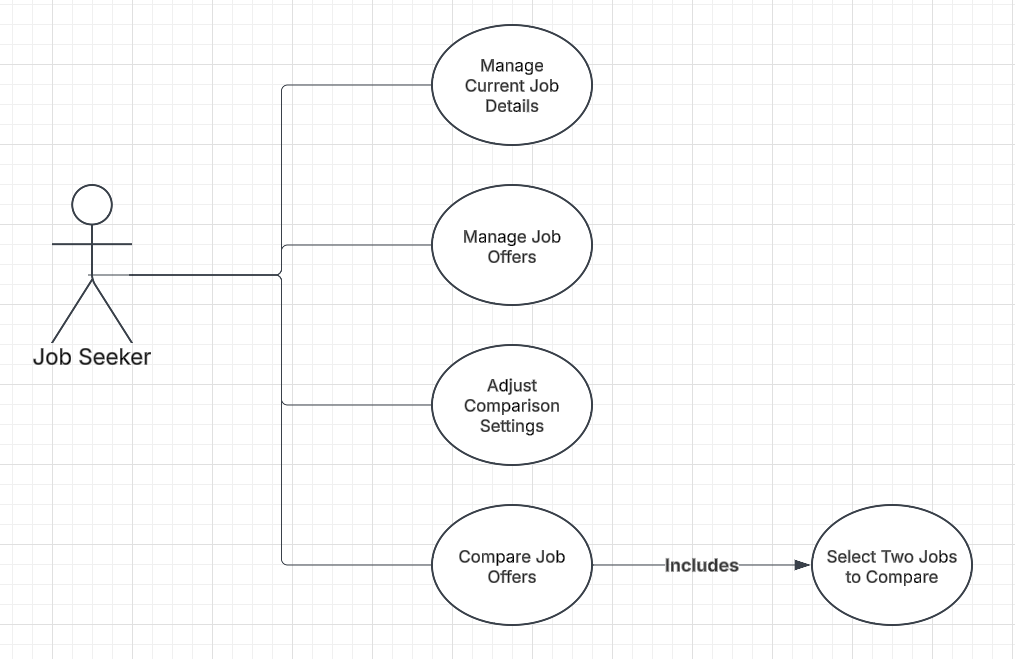 Manage
Current Job
Details
Manage Job
Offers
Job Seeker
Adjust
Comparison
Settings
Compare Job
Offers
Includes
Select Two Jobs
to Compare